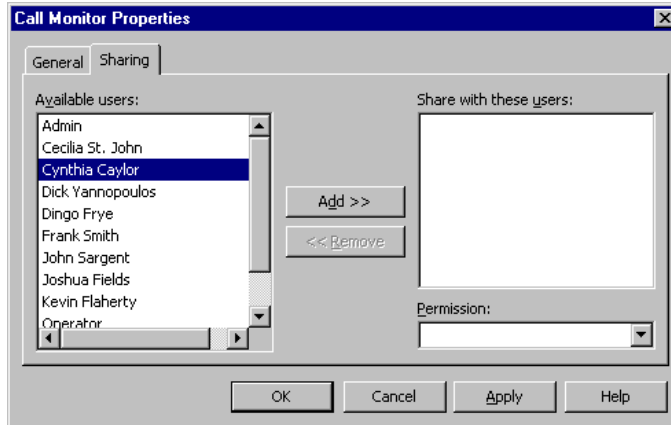 Call Monitor Properties
General Sharing
Available users:
Admin
Cecilia St. John
Cynthia Caylor
Dick Yannopoulos
Dingo Frye
Frank Smith
John Sargent
Joshua Fields
Kevin Flaherty
Operator
Add >>
<< Remove
Share with these users:
Permission:
OK Cancel Apply Help